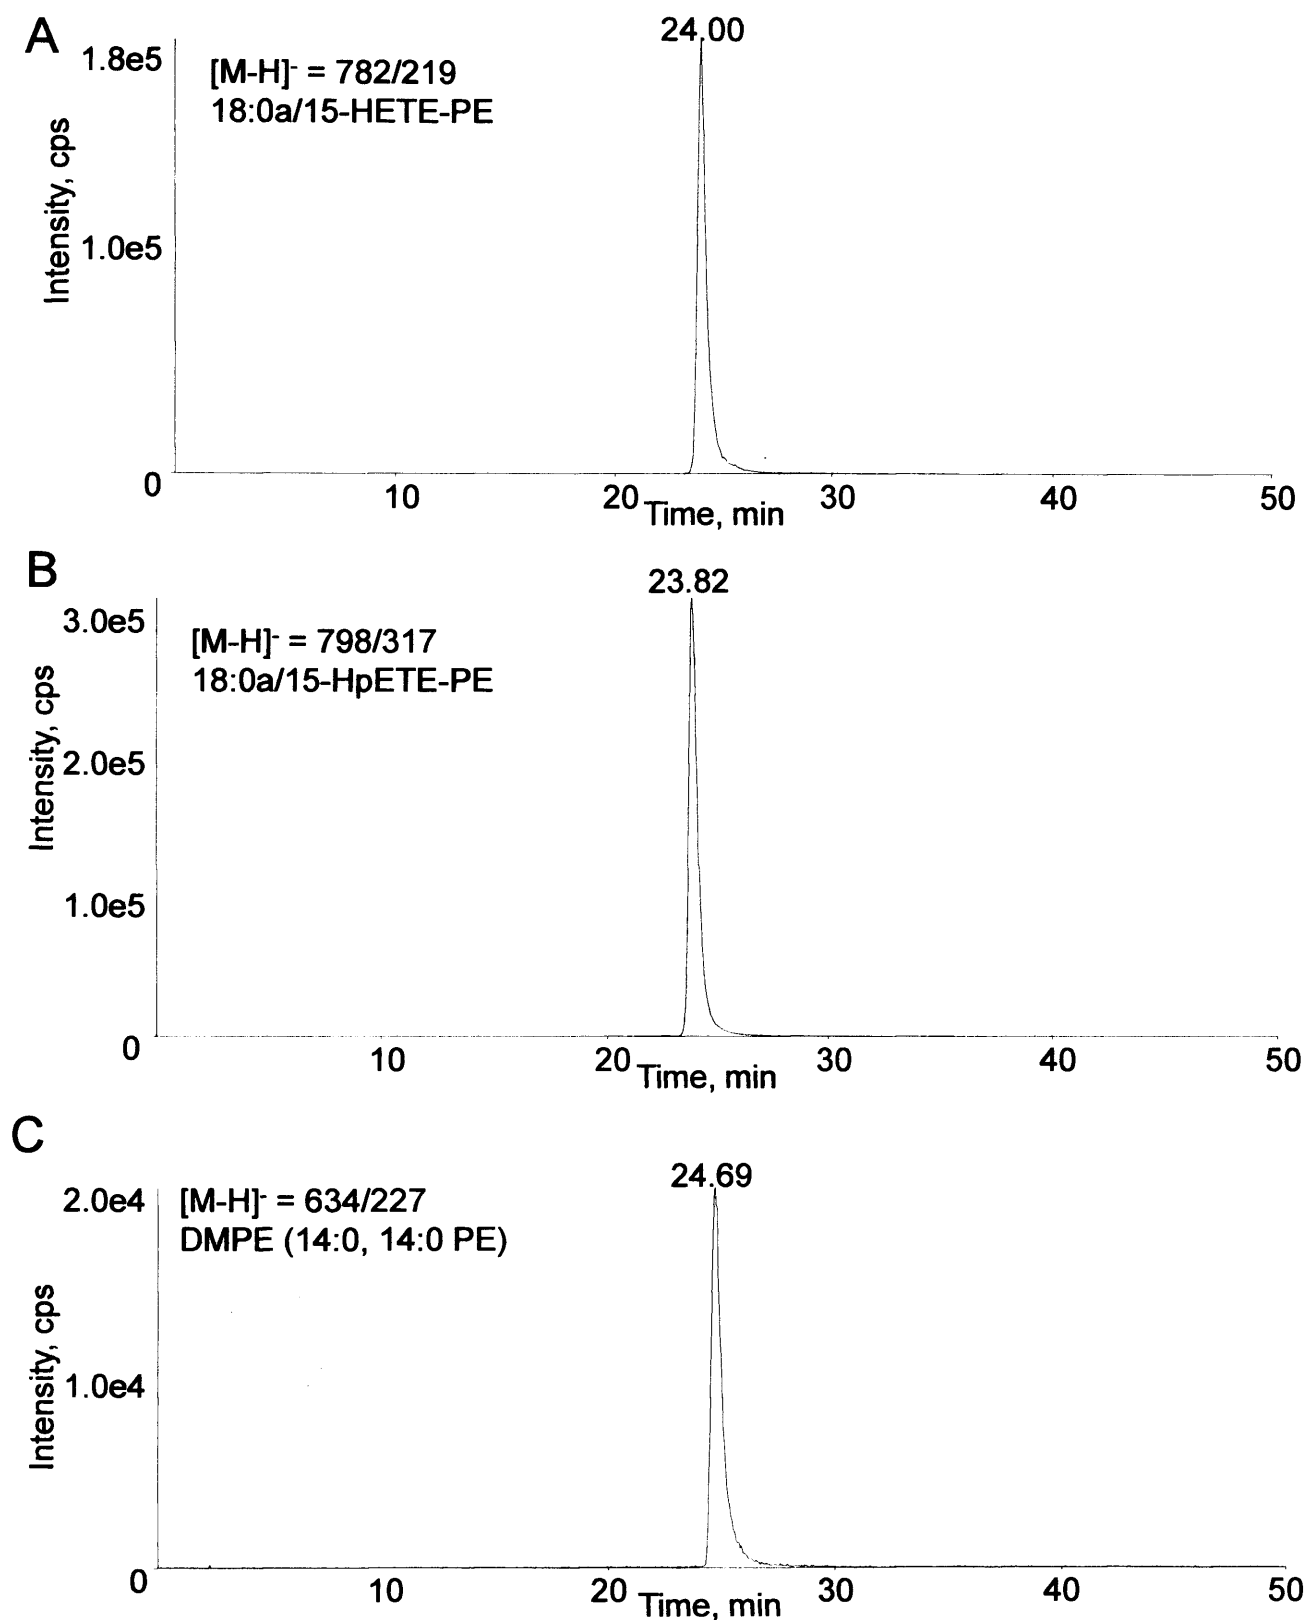 A
24.00
1.8e5
[M-H]- = 782/219
18:0a/15-HETE-PE
Intensity, cps
1.0e5
0
10
20
30
40
50
Time, min
B
23.82
3.0e5
[M-H]- = 798/317
18:0a/15-HpETE-PE
Intensity, cps
2.0e5
1.0e5
0
10
20
30
40
50
Time, min
C
24.69
2.0e4
[M-H]- = 634/227
DMPE (14:0, 14:0 PE)
Intensity, cps
1.0e4
0
10
20
30
40
50
Time, min